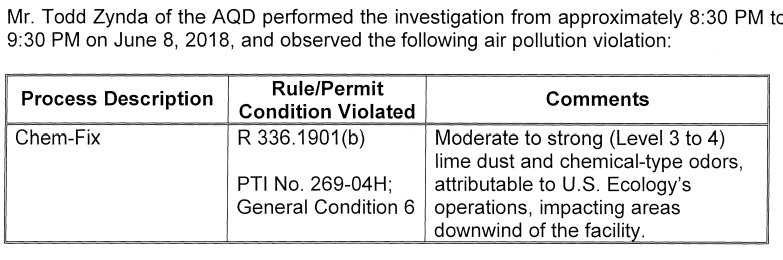 Mr. Todd Zynda of the AQD performed the investigation from approximately 8:30 PM to
9:30 PM on June 8, 2018, and observed the following air pollution violation:
Process Description
Rule/Permit
Condition Violated
Comments
Chem-Fix
R 336.1901(b)
PTI No. 269-04H;
General Condition 6
Moderate to strong (Level 3 to 4)
lime dust and chemical-type odors,
attributable to U.S. Ecology's
operations, impacting areas
downwind of the facility.